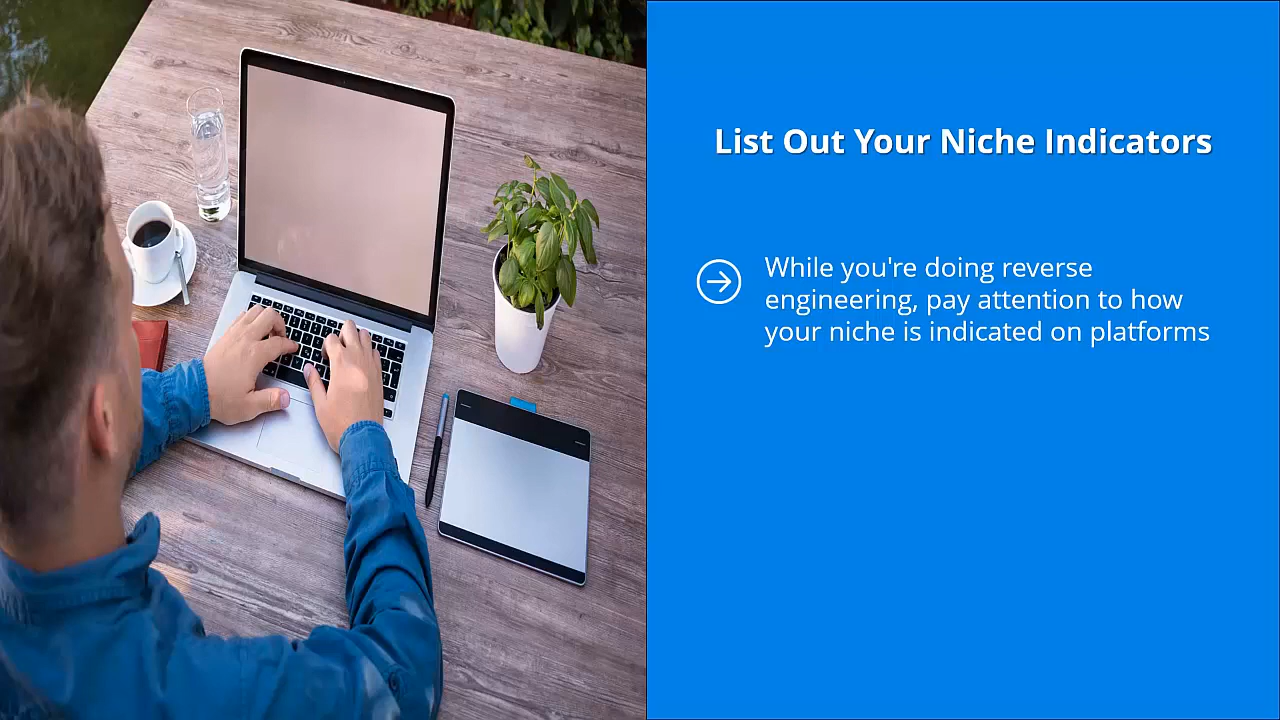 List Out Your Niche Indicators
While you're doing reverse
engineering, pay attention to how
your niche is indicated on platforms